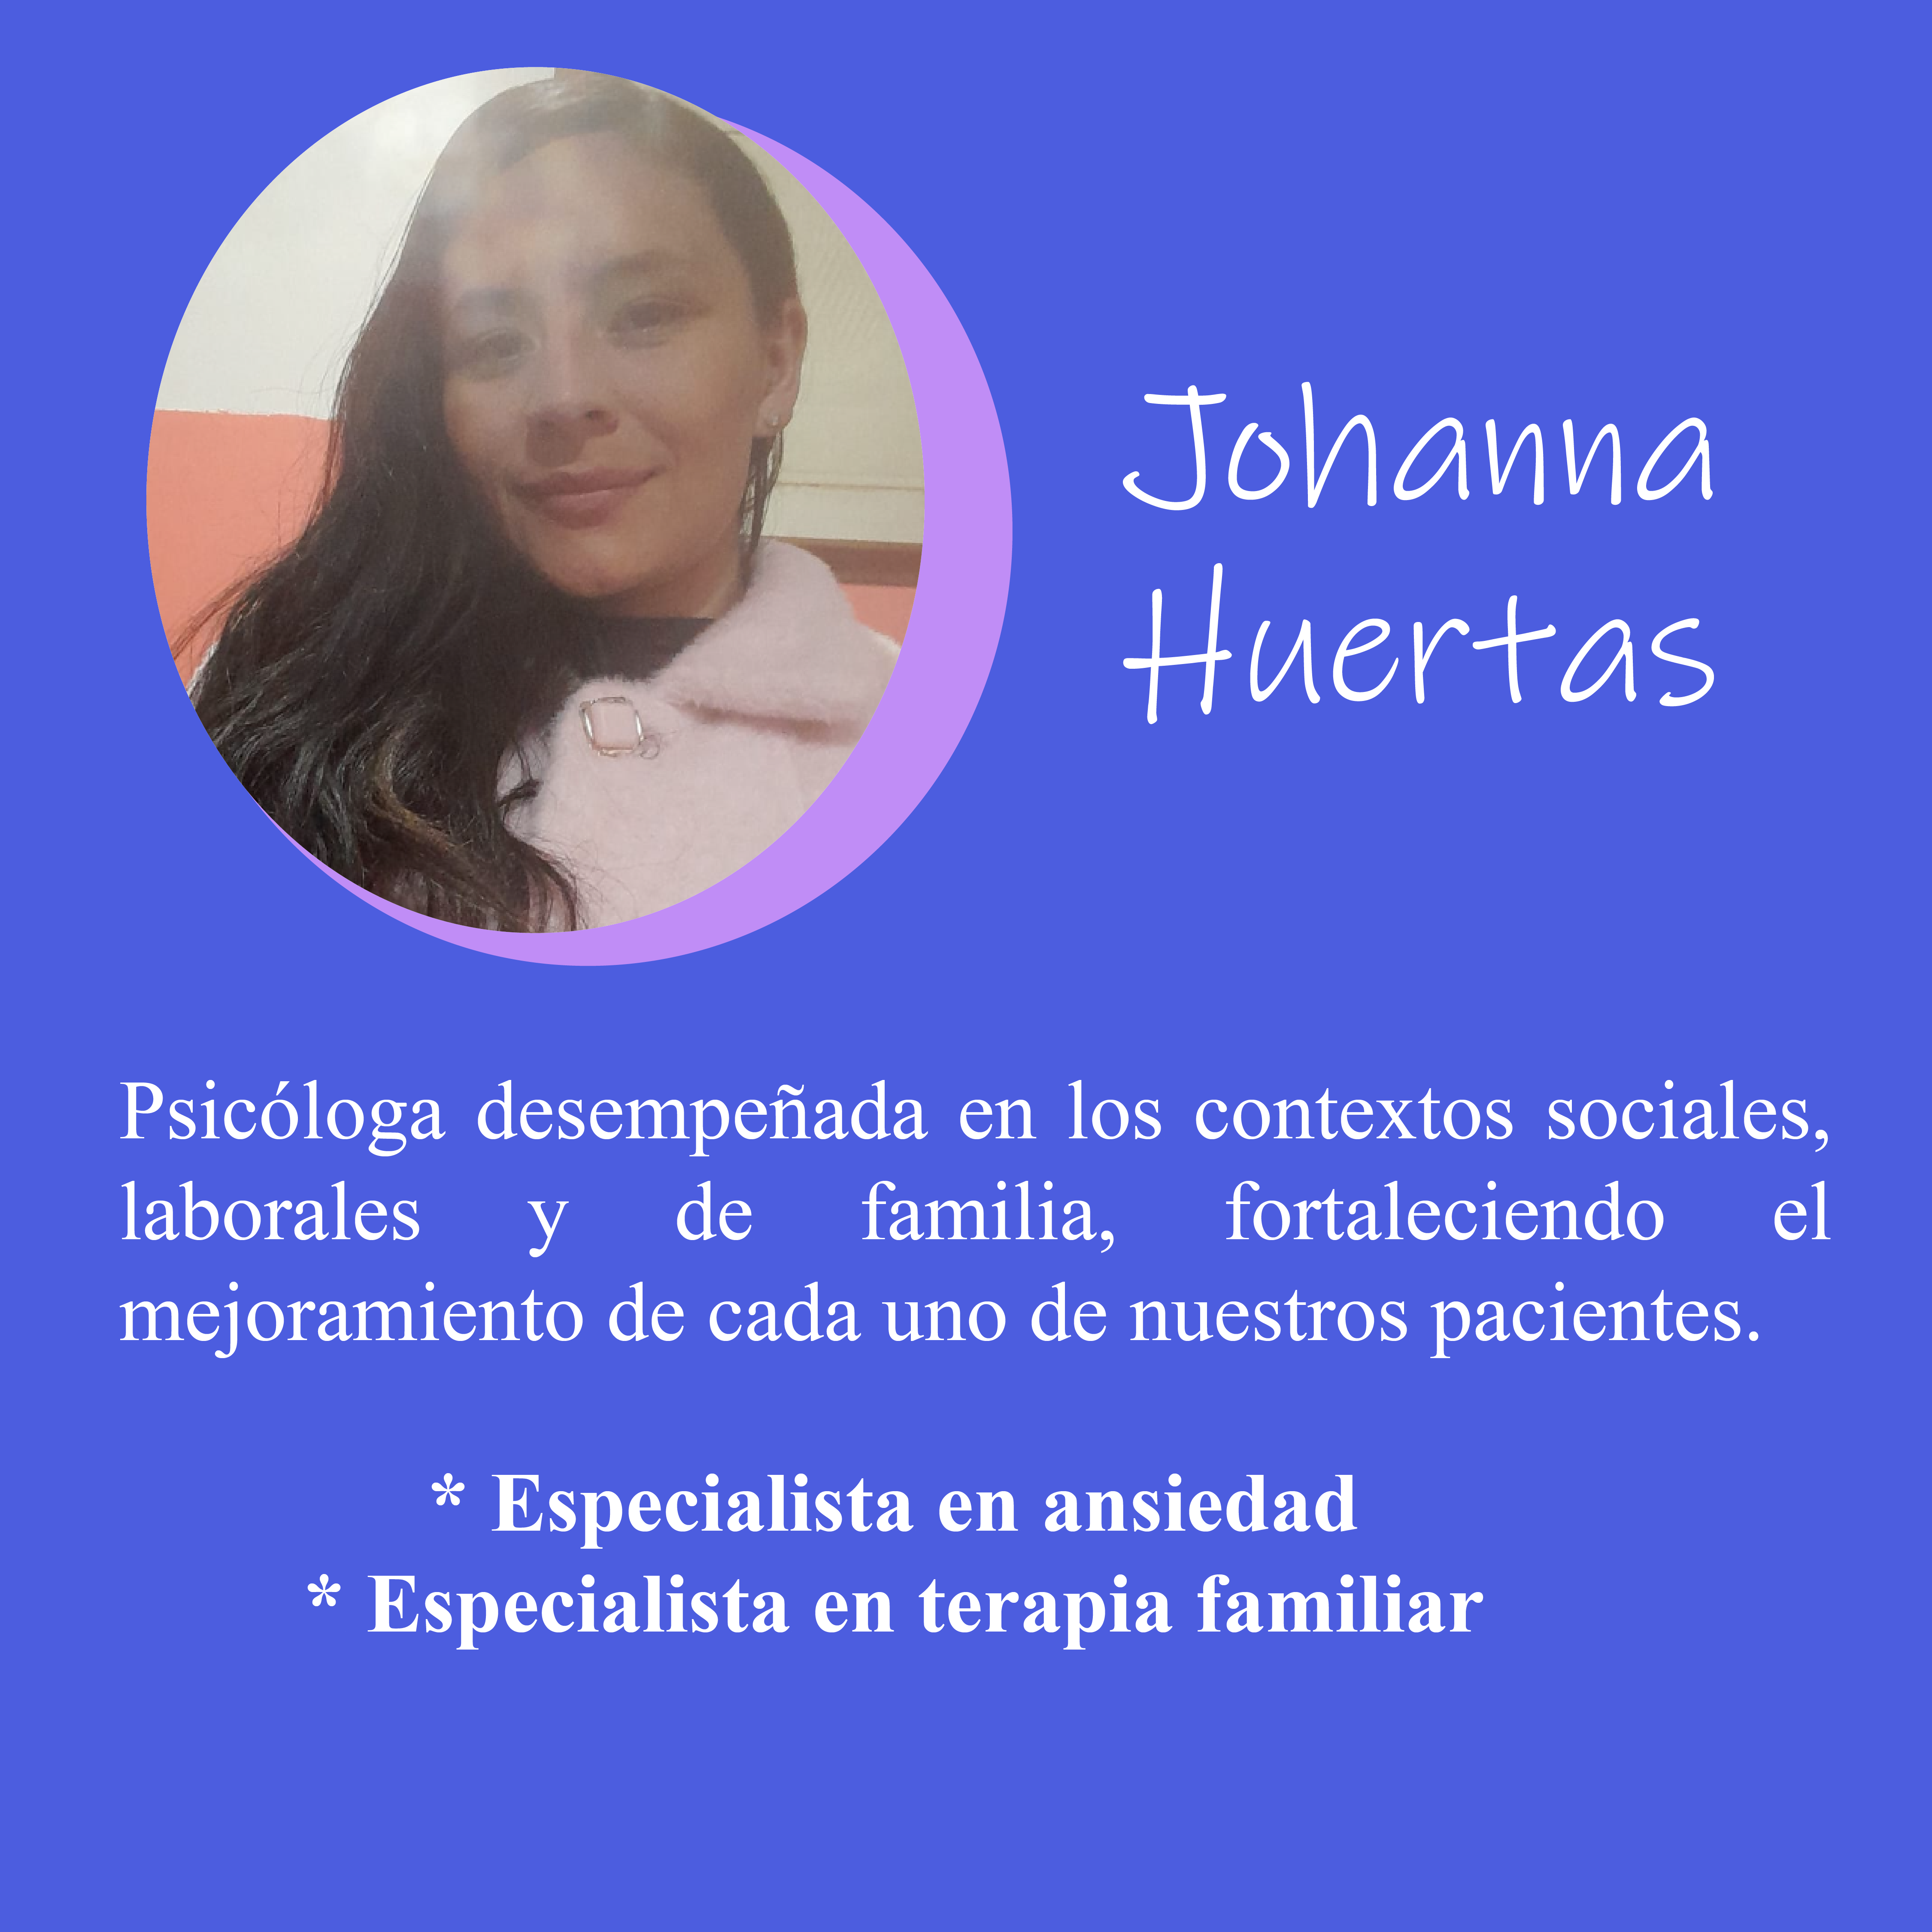 Johanna
Huertas
Psicóloga desempeñada en los contextos sociales,
laborales y de familia, fortaleciendo el
mejoramiento de cada uno de nuestros pacientes.
* Especialista en ansiedad
* Especialista en terapia familiar